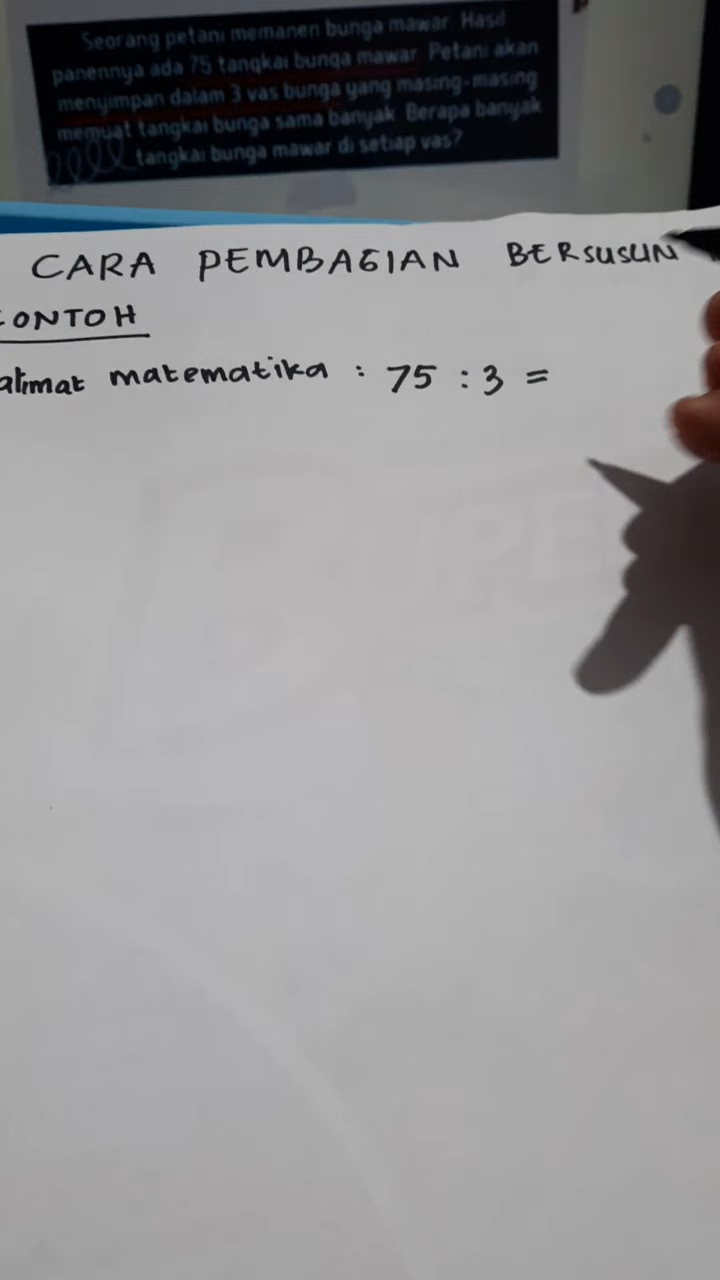 Seorang petani memanen bunga mawar. Hasil
panennya ada 75 tangkai bunga mawar. Petani akan
menyimpan dalam 3 vas bunga yang masing-masing
memuat tangkai bunga sama banyak. Berapa banyak
tangkai bunga mawar di setiap vas?
CARA PEMBAGIAN BERSUSUN
CONTOH
alimat matematika : 75 : 3 =